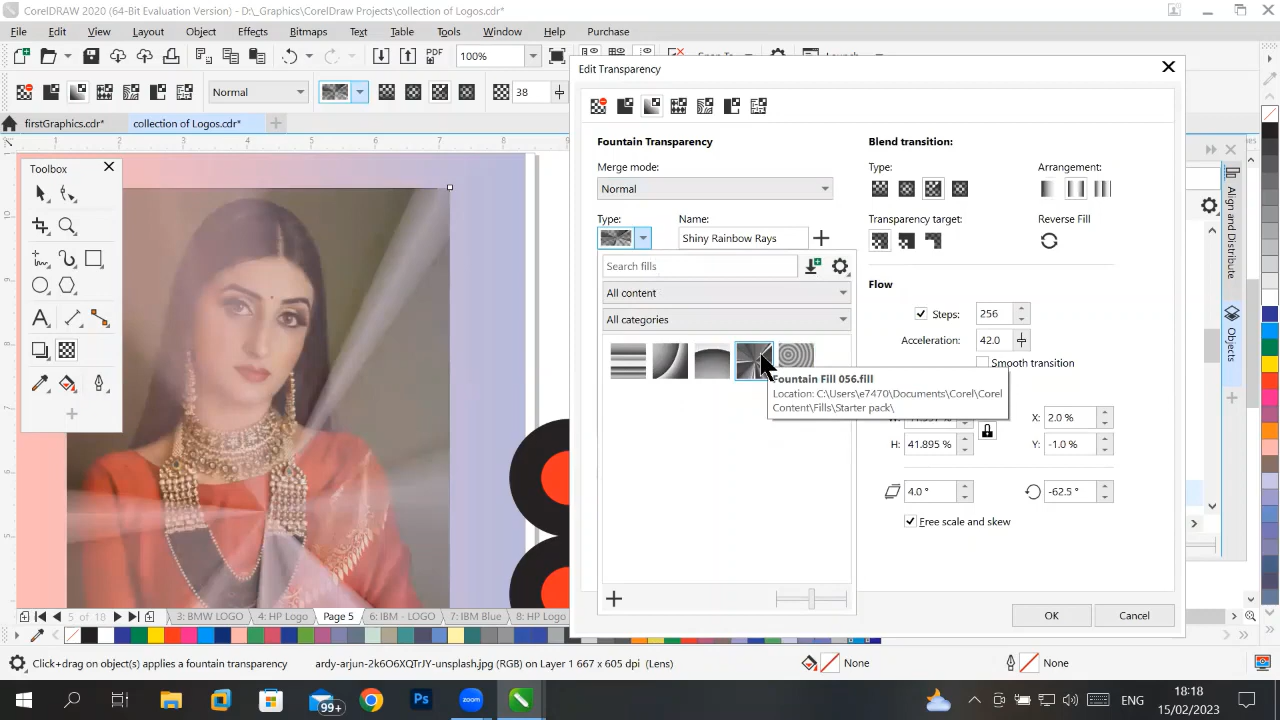 CorelDRAW 2020 (64-Bit Evaluation Version) - D:\_Graphics\CorelDraw Projects\collection of Logos.cdr*
File Edit View Layout Object Effects Bitmaps Text Table Tools Window Help Purchase
PDF 100%
Normal 38
firstGraphics.cdr* collection of Logos.cdr*
Toolbox
Edit Transparency
Fountain Transparency
Merge mode:
Normal
Type: Name:
Shiny Rainbow Rays
Search fills
All content
All categories
Fountain Fill 056.fill
Location: C:\Users\e7470\Documents\Corel\Corel
Content\Fills\Starter pack\
Blend transition:
Type: Arrangement:
Transparency target: Reverse Fill
Flow
Steps: 256
Acceleration: 42.0
Smooth transition
X: 2.0 %
H: 41.895 % Y: -1.0 %
4.0 ° -62.5 °
Free scale and skew
OK Cancel
Align and Distribute
Objects
5 of 18 3: BMW LOGO 4: HP Logo Page 5 6: IBM - LOGO 7: IBM Blue 8: HP Logo
Click+drag on object(s) applies a fountain transparency ardy-arjun-2k6O6XQTrJY-unsplash.jpg (RGB) on Layer1 667 x 605 dpi (Lens) None None
99+ Ps zoom ENG 18:18
15/02/2023